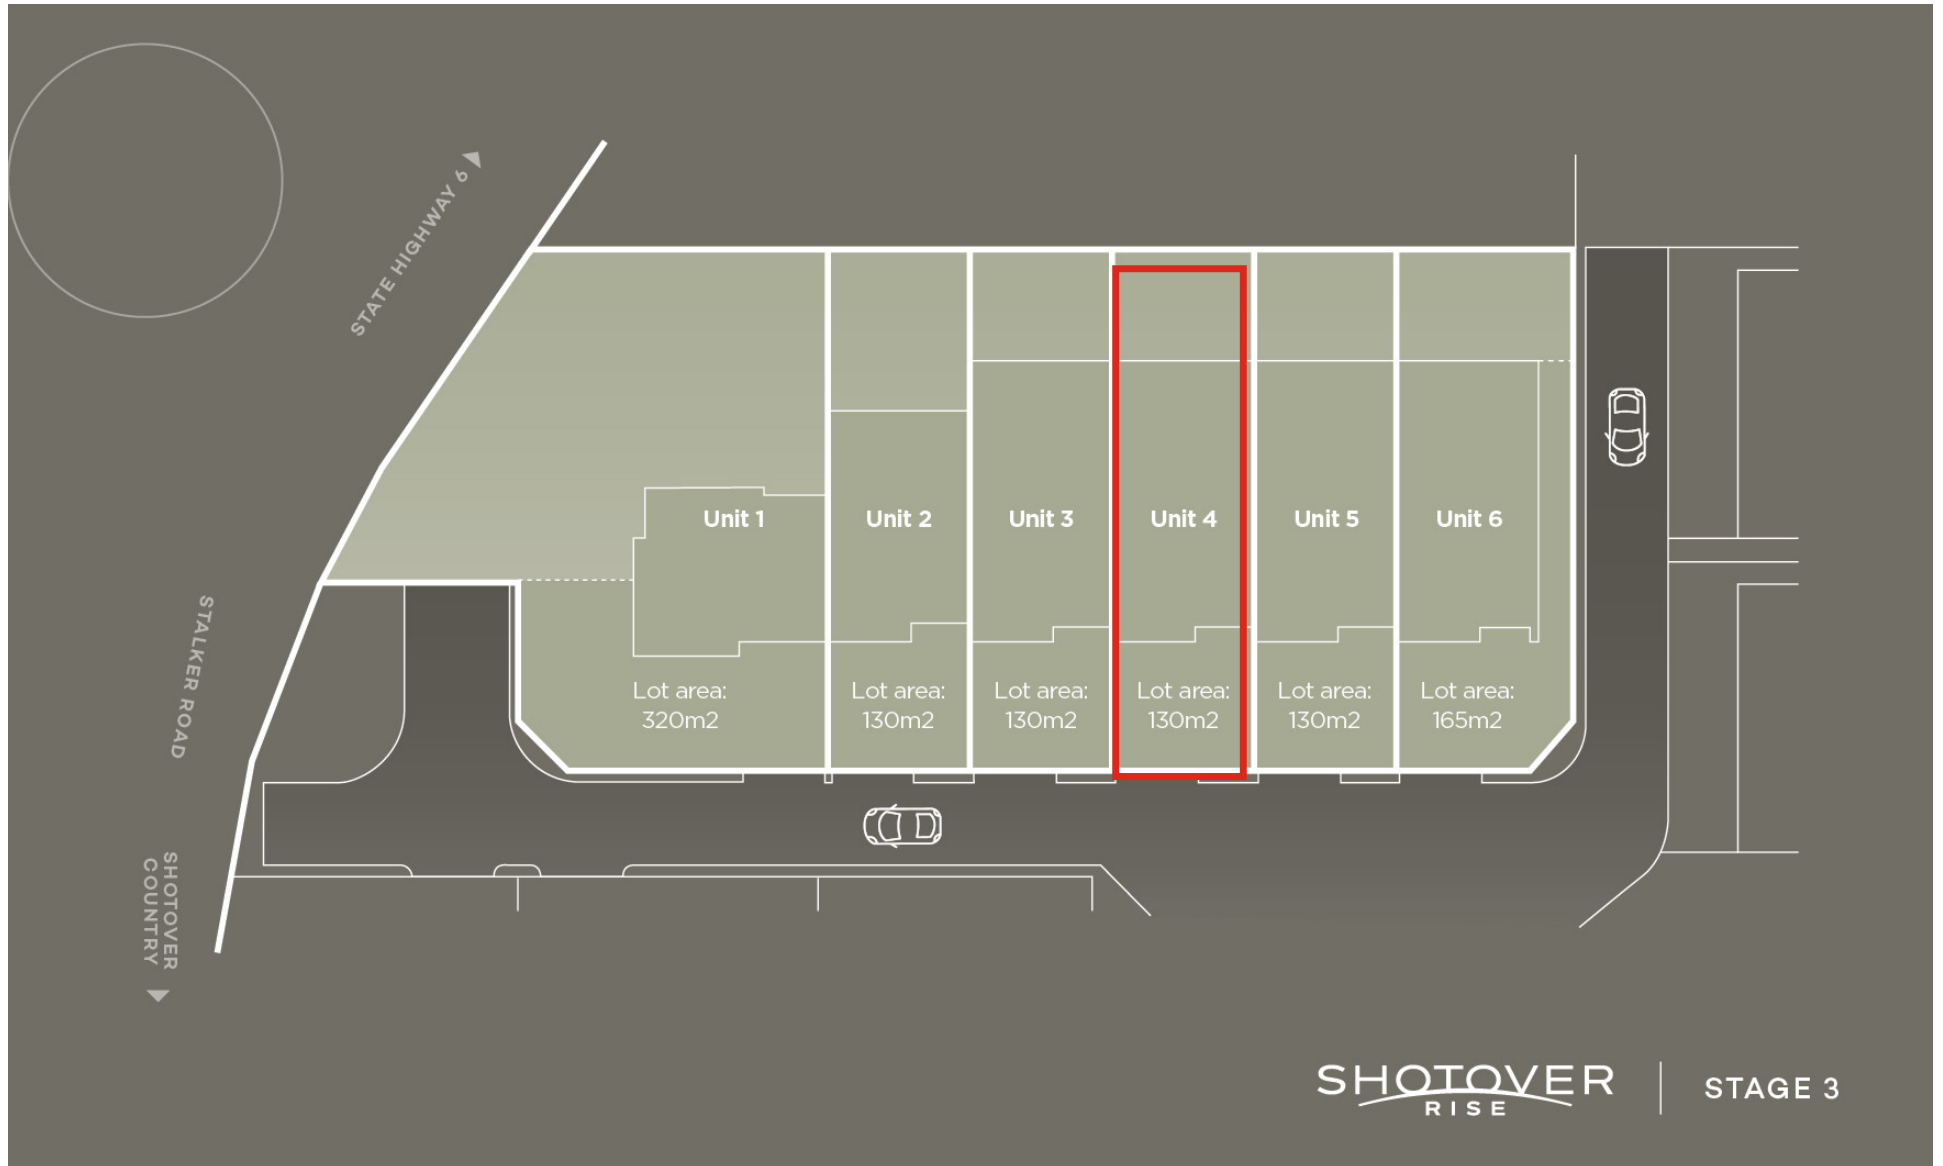 STATE HIGHWAY 6
Unit 1
Unit 2
Unit 3
Unit 4
Unit 5
Unit 6
STALKER ROAD
Lot area:
320m2
Lot area:
130m2
Lot area:
130m2
Lot area:
130m2
Lot area:
130m2
Lot area:
165m2
SHOTOVER
COUNTRY
SHOTOVER
RISE
STAGE 3